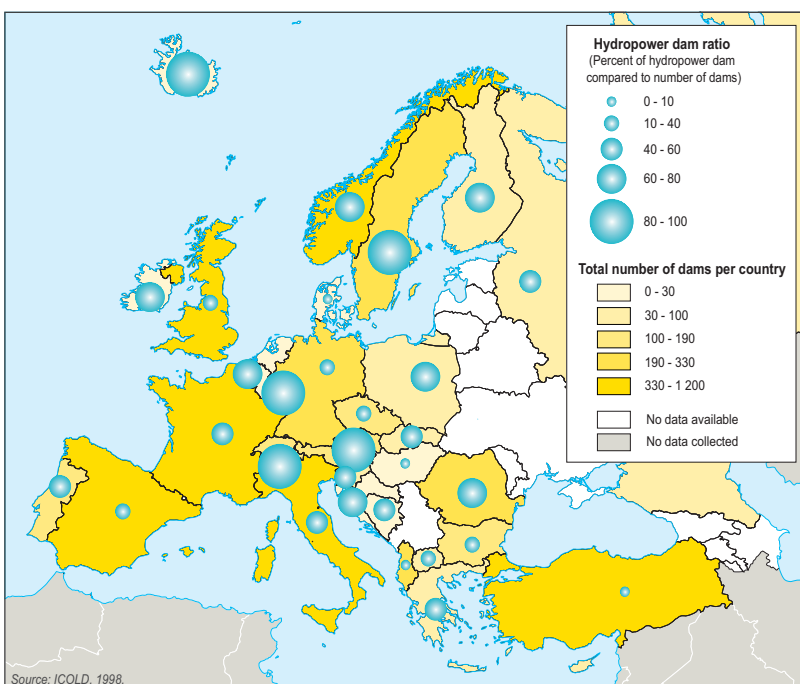 Hydropower dam ratio
(Percent of hydropower dam
compared to number of dams)
0 - 10
10 - 40
40 - 60
60 - 80
80 - 100
Total number of dams per country
0 - 30
30 - 100
100 - 190
190 - 330
330 - 1 200
No data available
No data collected
Source: ICOLD, 1998.